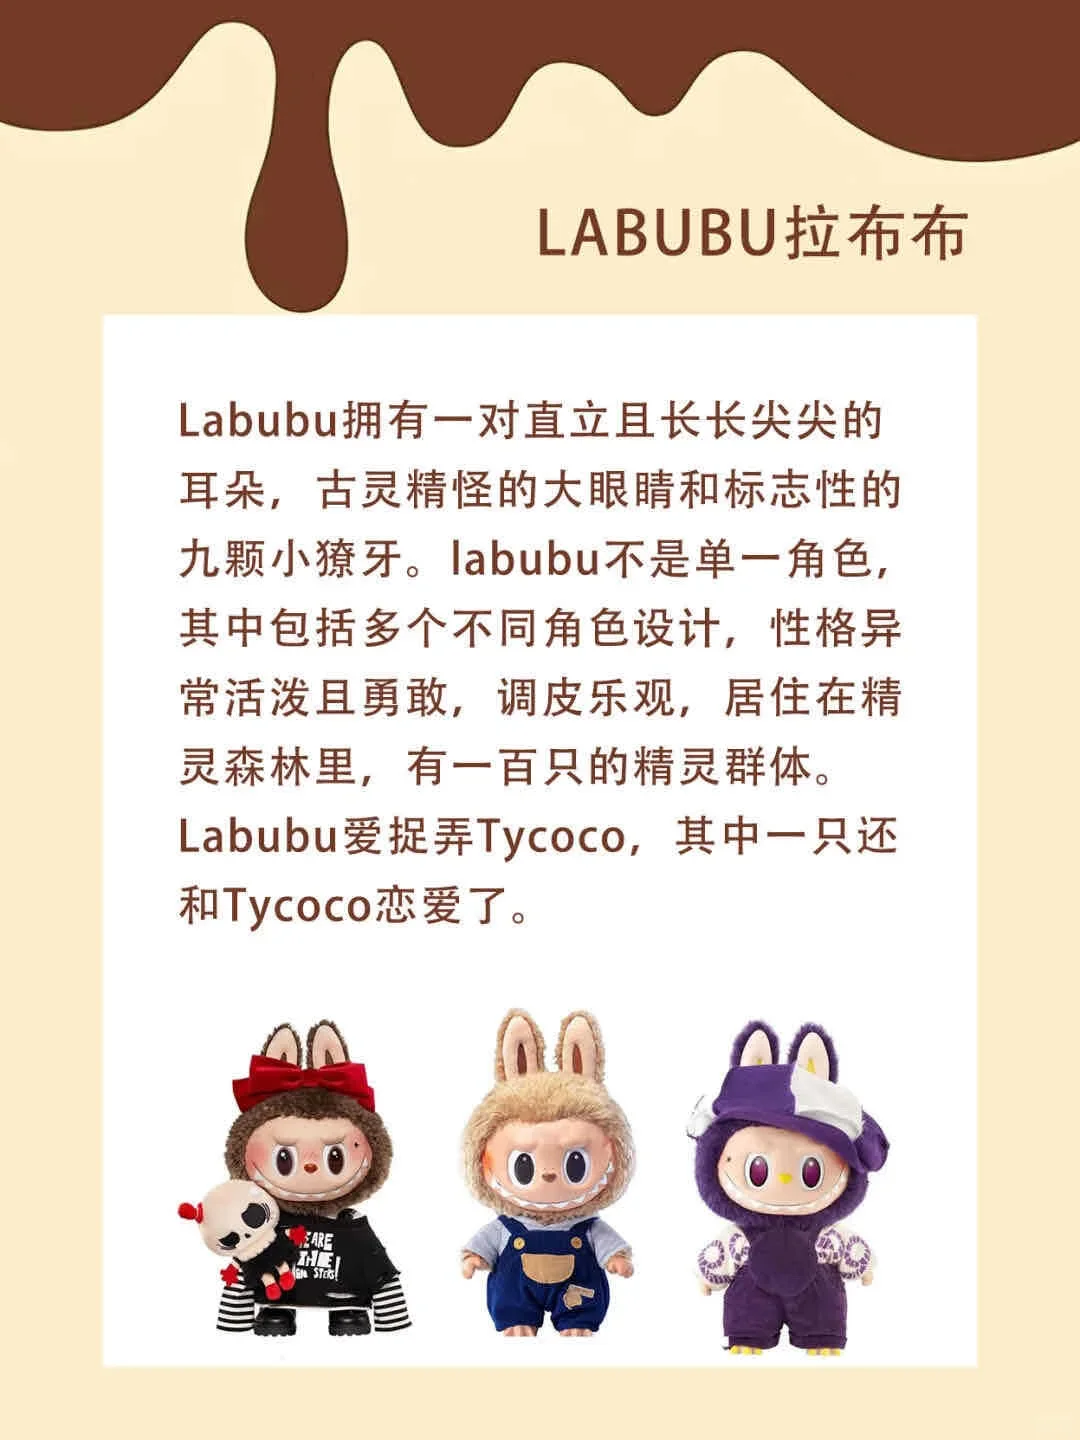 LABUBU拉布布
Labubu拥有一对直立且长长尖尖的
耳朵，古灵精怪的大眼睛和标志性的
九颗小獠牙。labubu不是单一角色，
其中包括多个不同角色设计，性格异
常活泼且勇敢，调皮乐观，居住在精
灵森林里，有一百只的精灵群体。
Labubu爱捉弄Tycoco，其中一只还
和Tycoco恋爱了。
ARE
THE
STERS!